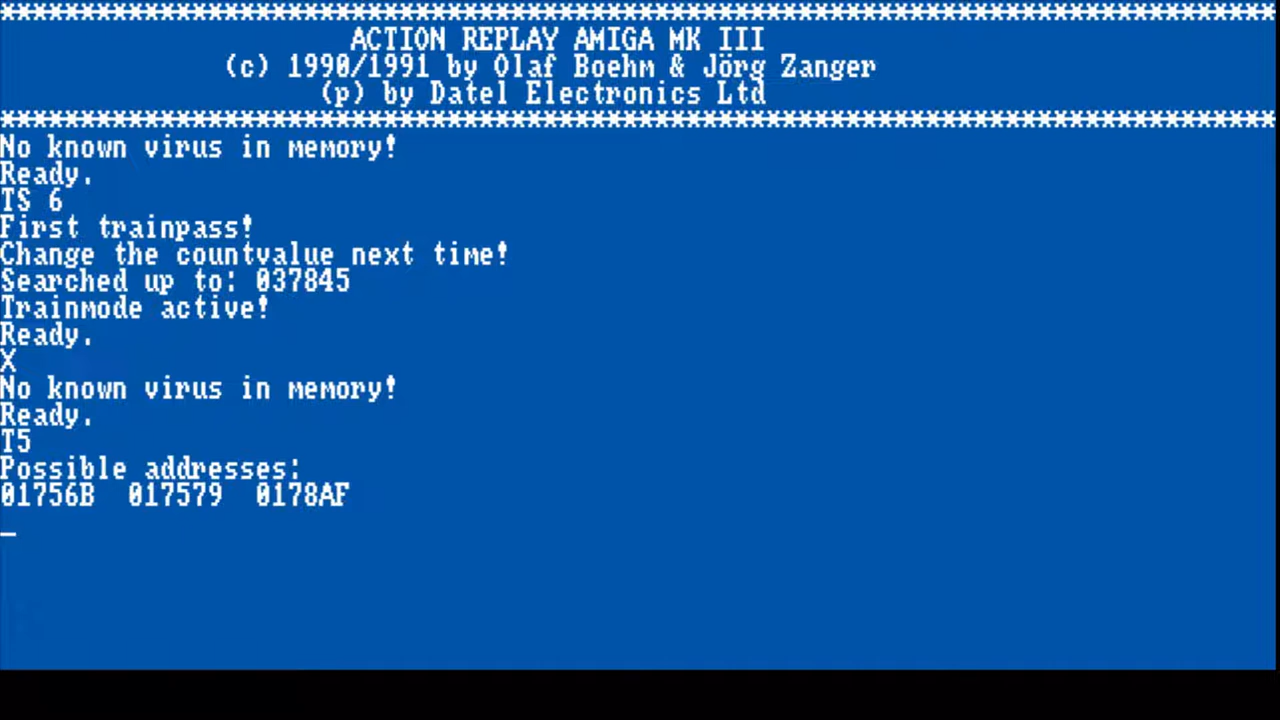 ********************************************************************************
ACTION REPLAY AMIGA MK III
(c) 1990/1991 by Olaf Boehm & Jörg Zanger
(p) by Datel Electronics Ltd
********************************************************************************
No known virus in memory!
Ready.
TS 6
First trainpass!
Change the countvalue next time!
Searched up to: 037845
Trainmode active!
Ready.
X
No known virus in memory!
Ready.
T5
Possible addresses:
01756B 017579 0178AF
_